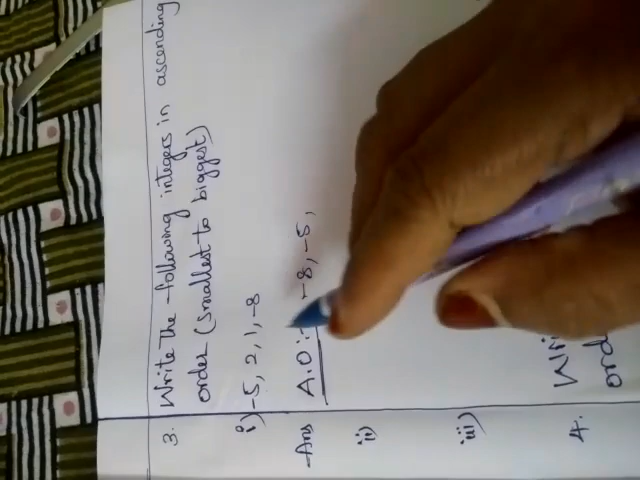 3. Write the following integers in ascending
order (smallest to biggest)
i) -5, 2, 1, -8
Ans A.O:- -8, -5,
ii)
iii)
4. Wri
ord